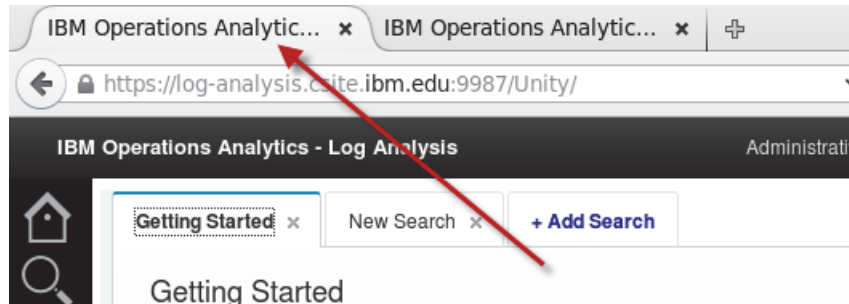 IBM Operations Analytic... IBM Operations Analytic...
https://log-analysis.csite.ibm.edu:9987/Unity/
IBM Operations Analytics - Log Analysis Administrati
Getting Started New Search + Add Search
Getting Started